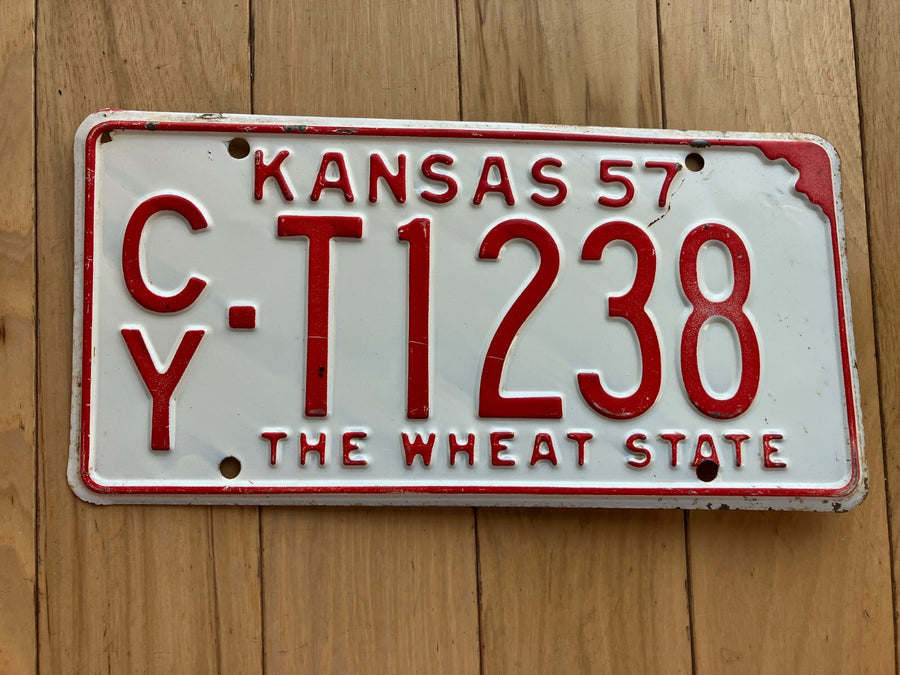 KANSAS 57
CY-T1238
THE WHEAT STATE